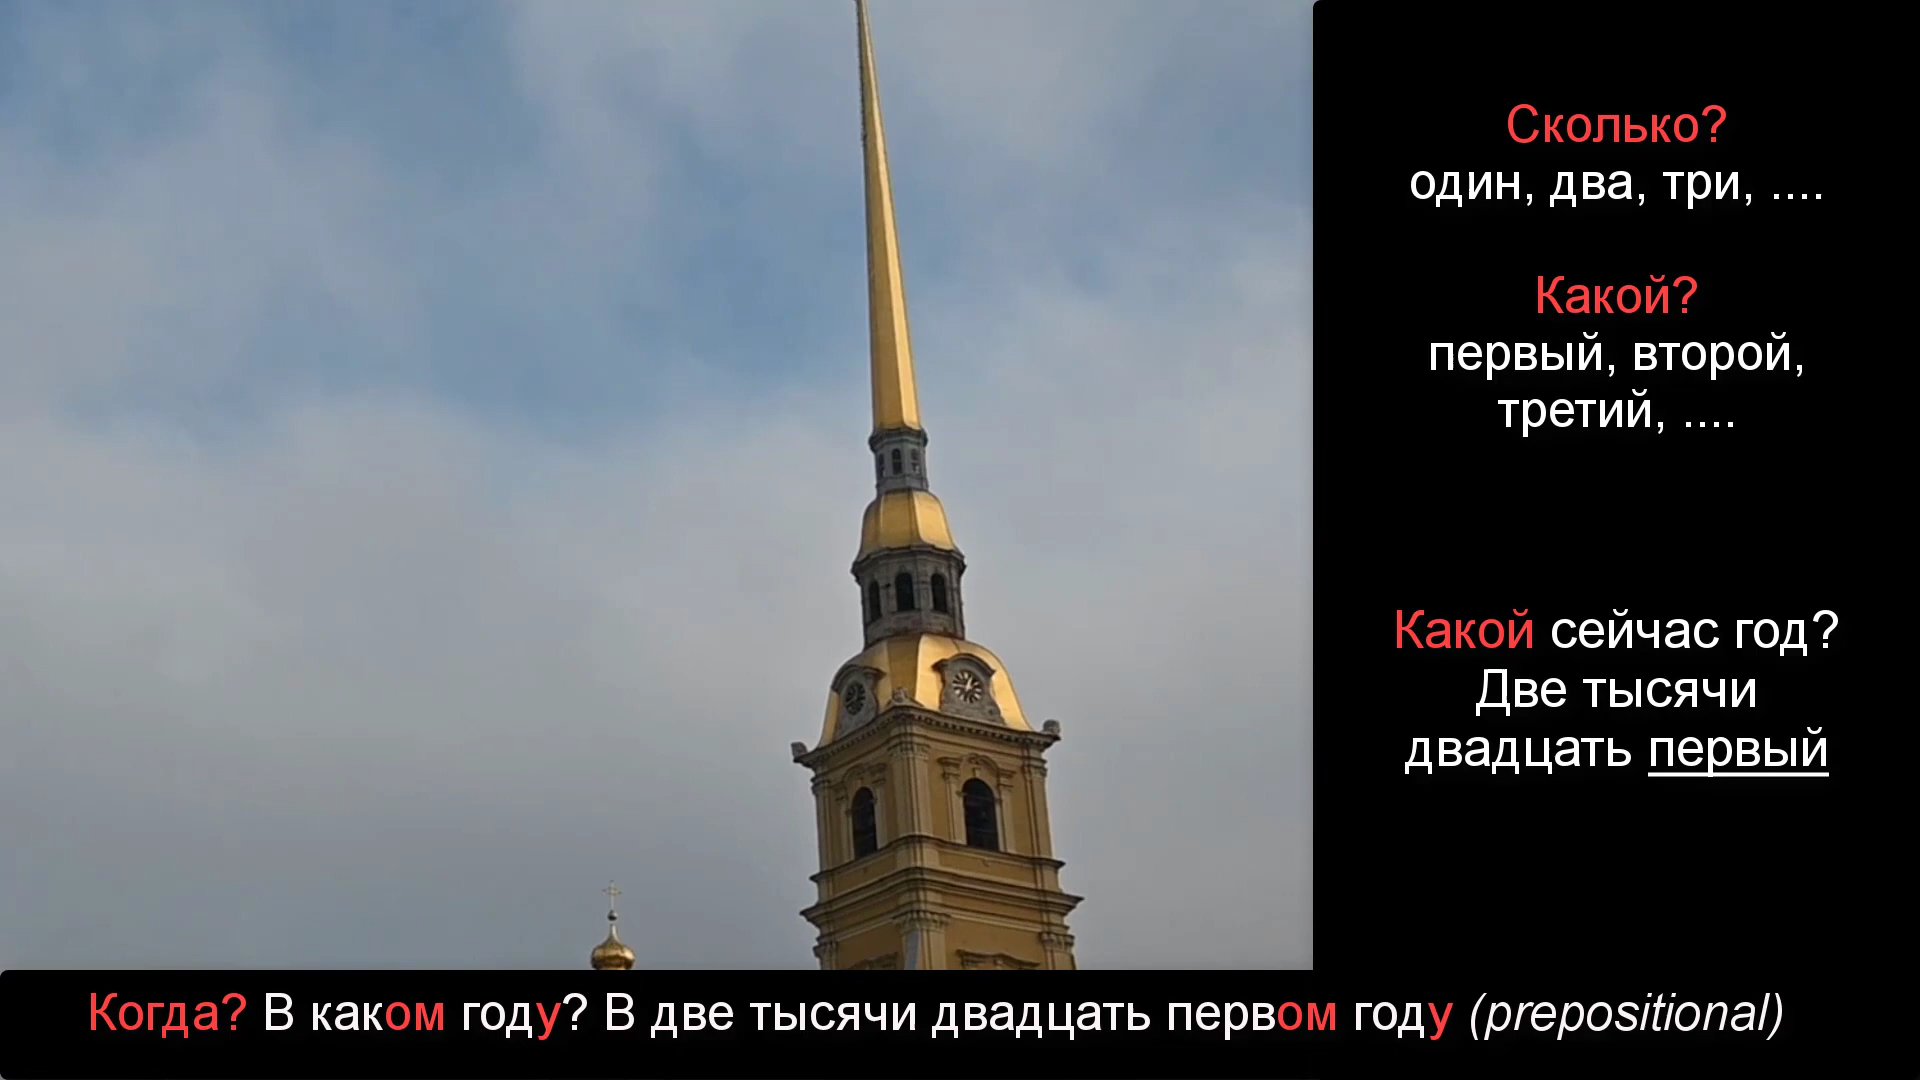 Сколько?
один, два, три, ....
Какой?
первый, второй,
третий, ....
Какой сейчас год?
Две тысячи
двадцать первый
Когда? В каком году? В две тысячи двадцать первом году (prepositional)